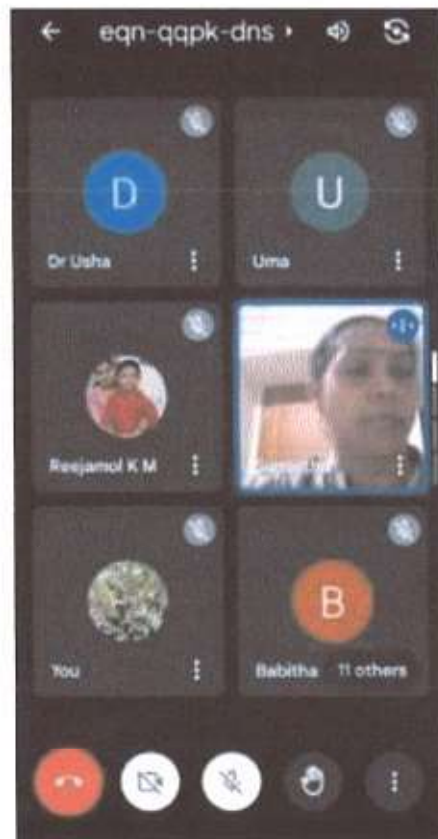 eqn-qqpk-dns
D
U
Dr Usha
Uma
Reejamol K M
B
You
Babitha 11 others